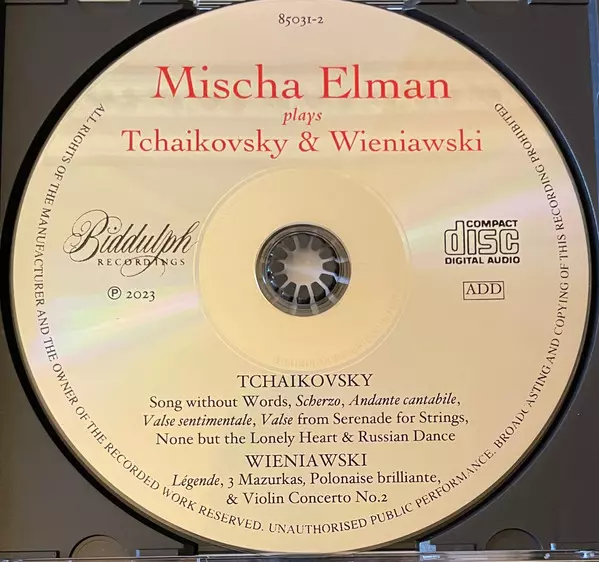 85031-2
Mischa Elman
plays
Tchaikovsky & Wieniawski
Biddulph
RECORDINGS
℗ 2023
COMPACT
disc
DIGITAL AUDIO
ADD
TCHAIKOVSKY
Song without Words, Scherzo, Andante cantabile,
Valse sentimentale, Valse from Serenade for Strings,
None but the Lonely Heart & Russian Dance
WIENIAWSKI
Légende, 3 Mazurkas, Polonaise brilliante,
& Violin Concerto No.2
ALL RIGHTS OF THE MANUFACTURER AND THE OWNER OF THE RECORDED WORK RESERVED. UNAUTHORISED PUBLIC PERFORMANCE. BROADCASTING AND COPYING OF THIS RECORDING PROHIBITED